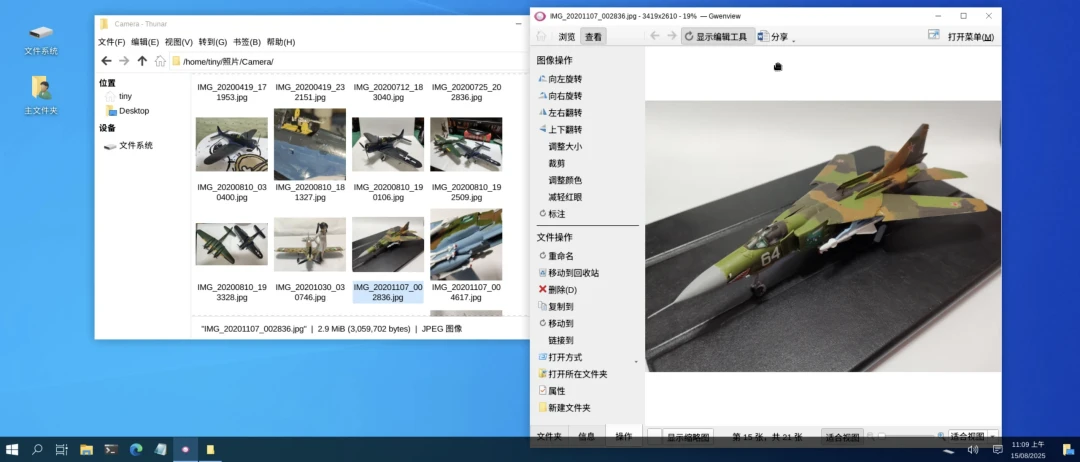 文件系统
主文件夹
Camera - Thunar
文件(F) 编辑(E) 视图(V) 转到(G) 书签(B) 帮助(H)
/home/tiny/照片/Camera/
位置
tiny
Desktop
设备
文件系统
IMG_20200419_171953.jpg
IMG_20200419_232151.jpg
IMG_20200712_183040.jpg
IMG_20200725_202836.jpg
IMG_20200810_030400.jpg
IMG_20200810_181327.jpg
IMG_20200810_190106.jpg
IMG_20200810_192509.jpg
IMG_20200810_193328.jpg
IMG_20201030_030746.jpg
IMG_20201107_002836.jpg
IMG_20201107_004617.jpg
"IMG_20201107_002836.jpg" | 2.9 MiB (3,059,702 bytes) | JPEG 图像
IMG_20201107_002836.jpg - 3419x2610 - 19% — Gwenview
浏览 查看 显示编辑工具 分享 打开菜单(M)
图像操作
向左旋转
向右旋转
左右翻转
上下翻转
调整大小
裁剪
调整颜色
减轻红眼
标注
文件操作
重命名
移动到回收站
删除(D)
复制到
移动到
链接到
打开方式
打开所在文件夹
属性
新建文件夹
64
文件夹 信息 操作 显示缩略图 第 15 张，共 21 张 适合视图 适合视图
11:09 上午
15/08/2025